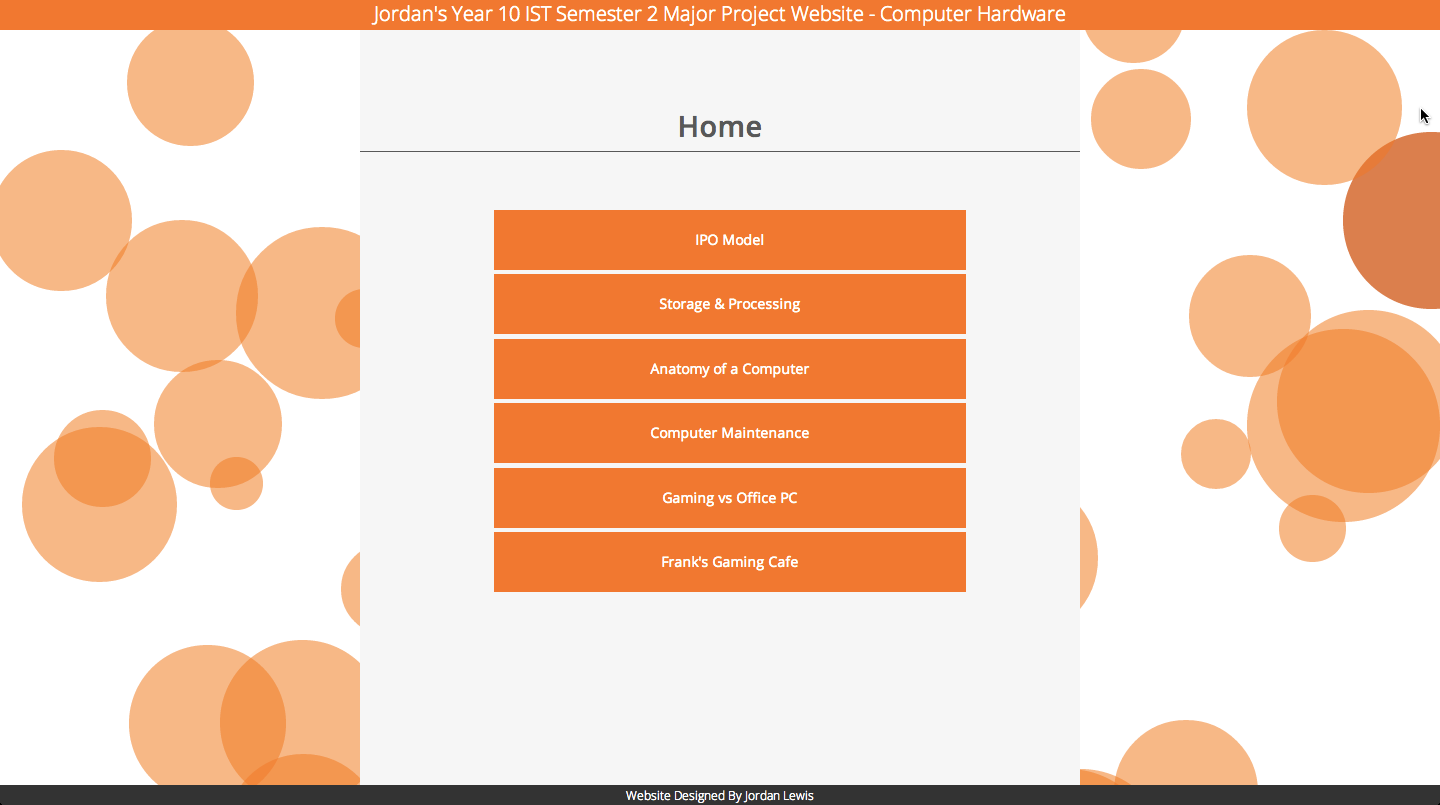 Jordan's Year 10 IST Semester 2 Major Project Website - Computer Hardware
Home
IPO Model
Storage & Processing
Anatomy of a Computer
Computer Maintenance
Gaming vs Office PC
Frank's Gaming Cafe
Website Designed By Jordan Lewis